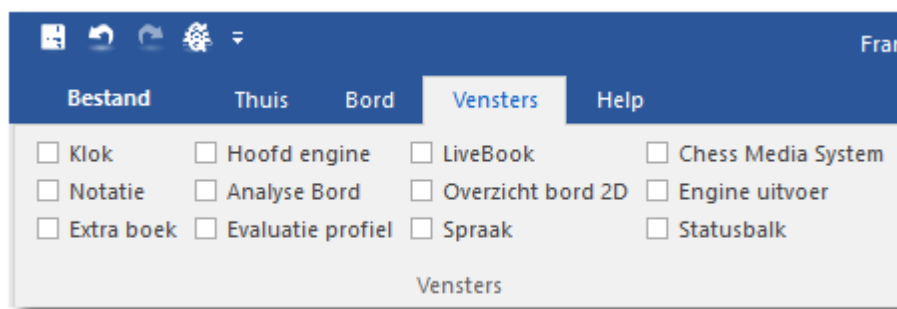 Fra
Bestand Thuis Bord Vensters Help
Klok Hoofd engine LiveBook Chess Media System
Notatie Analyse Bord Overzicht bord 2D Engine uitvoer
Extra boek Evaluatie profiel Spraak Statusbalk
Vensters